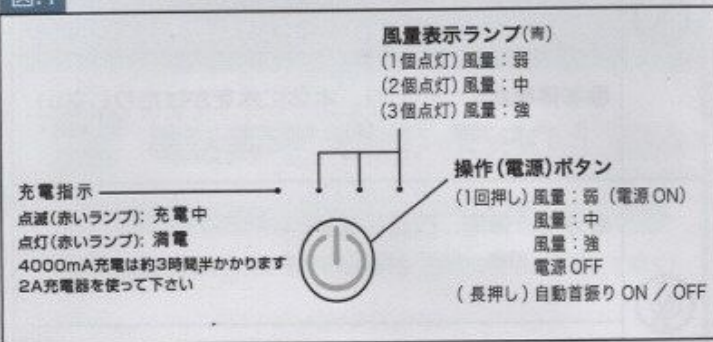 図.1
風量表示ランプ(青)
(1個点灯) 風量：弱
(2個点灯) 風量：中
(3個点灯) 風量：強
充電指示
点滅(赤いランプ)：充電中
点灯(赤いランプ)：満電
4000mA充電は約3時間半かかります
2A充電器を使って下さい
操作(電源)ボタン
(1回押し) 風量：弱 (電源ON)
風量：中
風量：強
電源OFF
(長押し) 自動首振り ON／OFF